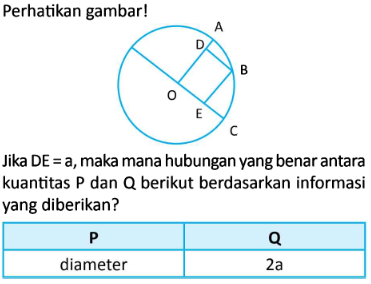 Perhatikan gambar!
A
D
B
O
E
C
Jika DE = a, maka mana hubungan yang benar antara
kuantitas P dan Q berikut berdasarkan informasi
yang diberikan?
P Q
diameter 2a